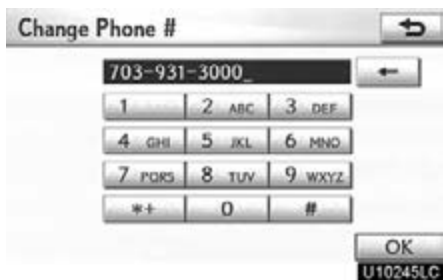 Change Phone #
703-931-3000_
1 2 ABC 3 DEF
4 GHI 5 JKL 6 MNO
7 PQRS 8 TUV 9 WXYZ
*+ 0 #
OK
U10245LC